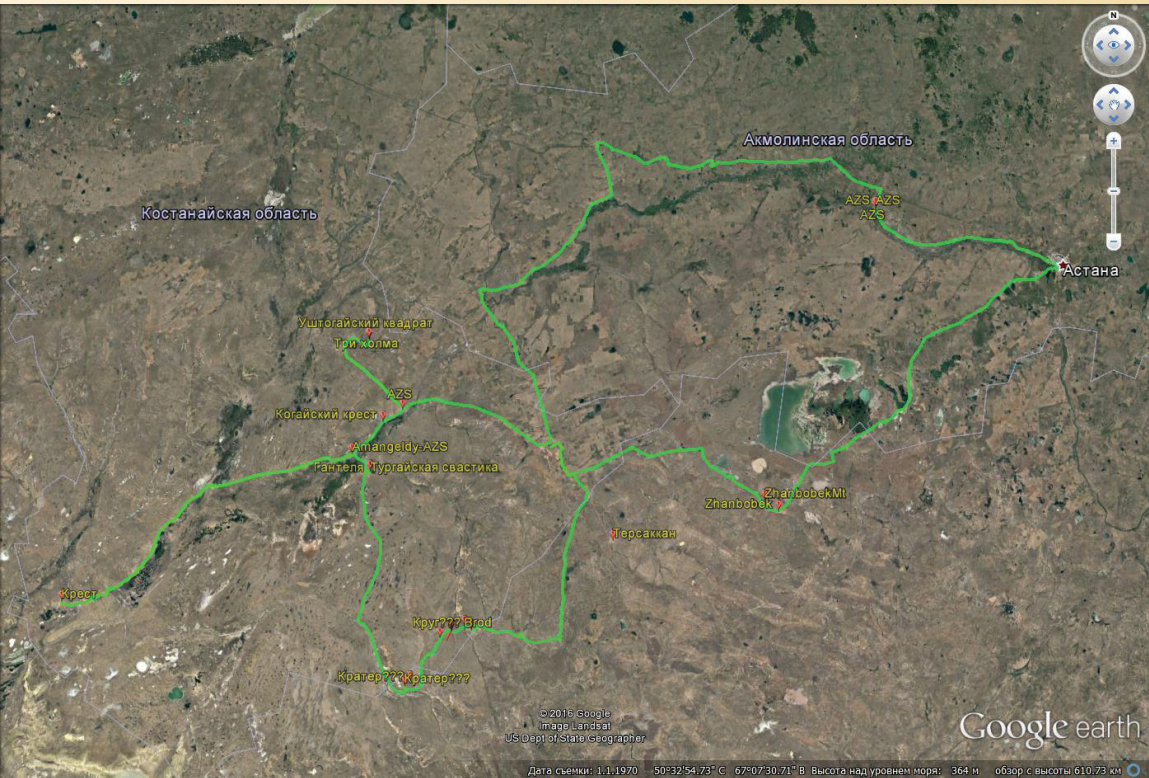 N
Акмолинская область
AZS AZS
AZS
Костанайская область
Астана
Уштогайский квадрат
Три холма
AZS
Когайский крест
Amangeldy-AZS
Гантеля Тургайская свастика
ZhanbobekMt
Zhanbobek
Терсаккан
Крест
Круг??? Brod
Кратер??? Кратер???
© 2016 Google
Image Landsat
US Dept of State Geographer
Google earth
Дата съемки: 1.1.1970 50°32'54.73" С 67°07'30.71" В Высота над уровнем моря: 364 м обзор с высоты 610.73 км